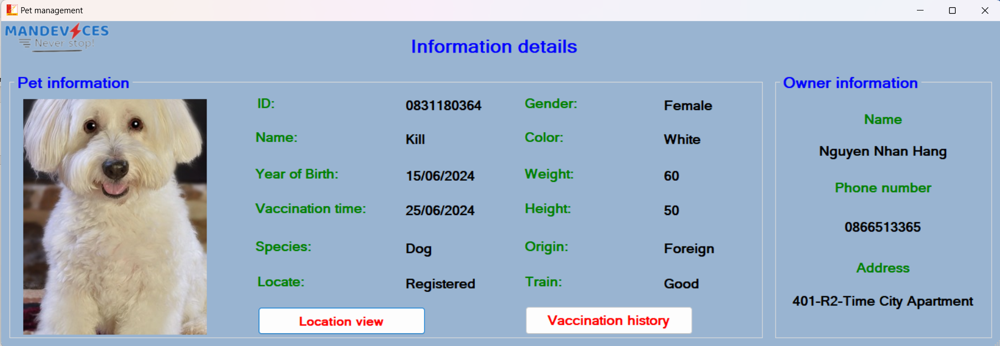 Pet management
MANDEVICES
Never stop!
Information details
Pet information
ID: 0831180364 Gender: Female
Name: Kill Color: White
Year of Birth: 15/06/2024 Weight: 60
Vaccination time: 25/06/2024 Height: 50
Species: Dog Origin: Foreign
Locate: Registered Train: Good
Location view Vaccination history
Owner information
Name
Nguyen Nhan Hang
Phone number
0866513365
Address
401-R2-Time City Apartment